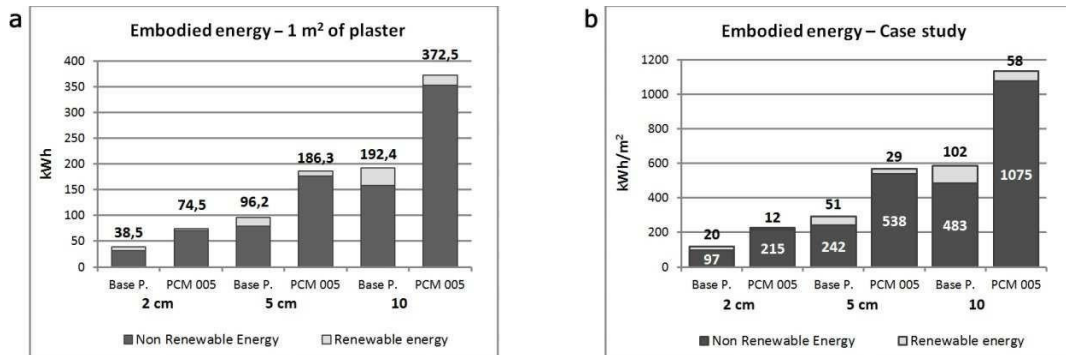 a
Embodied energy – 1 m² of plaster
400
350
300
250
200
150
100
50
0
kWh
38,5
74,5
96,2
186,3
192,4
372,5
Base P. PCM 005 Base P. PCM 005 Base P. PCM 005
2 cm 5 cm 10
Non Renewable Energy Renewable energy
b
Embodied energy – Case study
1200
1000
800
600
400
200
0
kWh/m²
20
97
12
215
51
242
29
538
102
483
58
1075
Base P. PCM 005 Base P. PCM 005 Base P. PCM 005
2 cm 5 cm 10
Non Renewable Energy Renewable energy